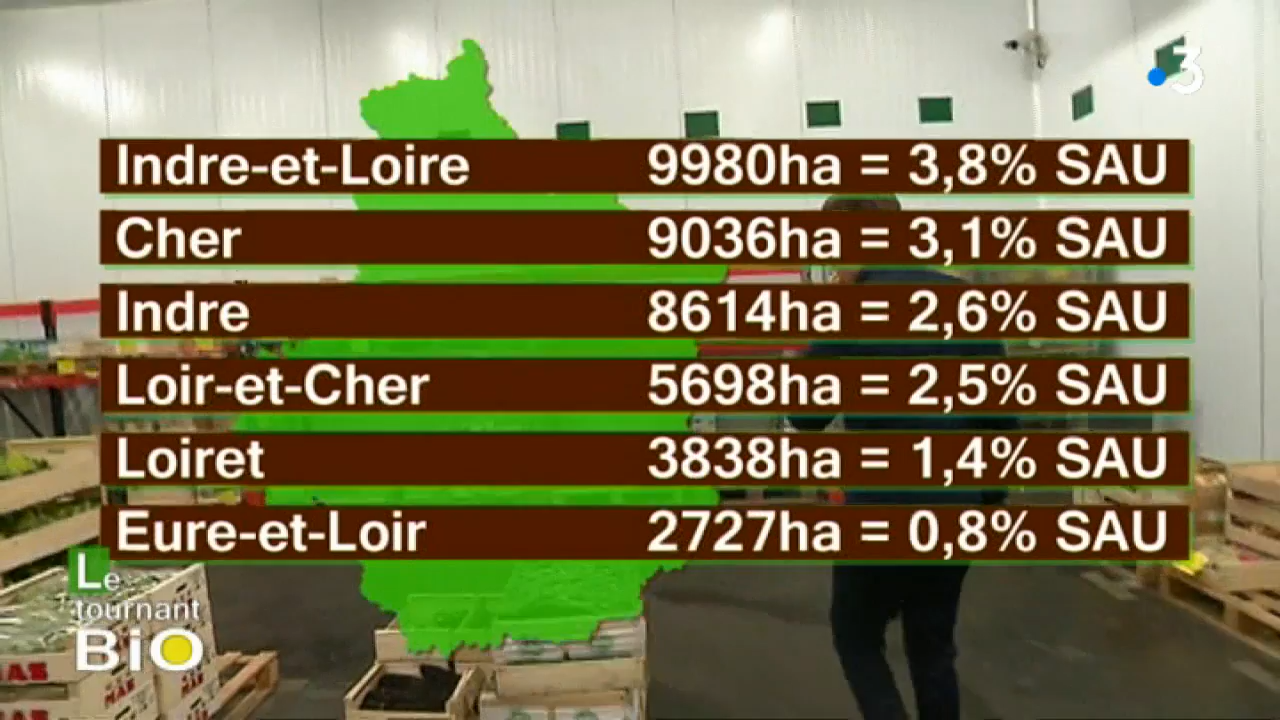 3
Indre-et-Loire 9980ha = 3,8% SAU
Cher 9036ha = 3,1% SAU
Indre 8614ha = 2,6% SAU
Loir-et-Cher 5698ha = 2,5% SAU
Loiret 3838ha = 1,4% SAU
Eure-et-Loir 2727ha = 0,8% SAU
Le
tournant
BiO
MAS